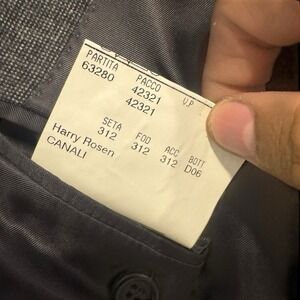 PARTITA PACCO V.P
63280 42321
42321
SETA FOD ACC BOTT
312 312 312 D06
Harry Rosen
CANALI